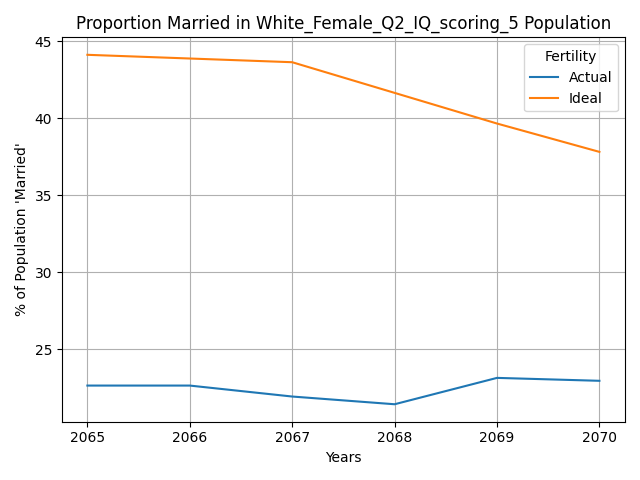 Proportion Married in White_Female_Q2_IQ_scoring_5 Population
45
40
35
30
25
% of Population 'Married'
Fertility
Actual
Ideal
2065 2066 2067 2068 2069 2070
Years